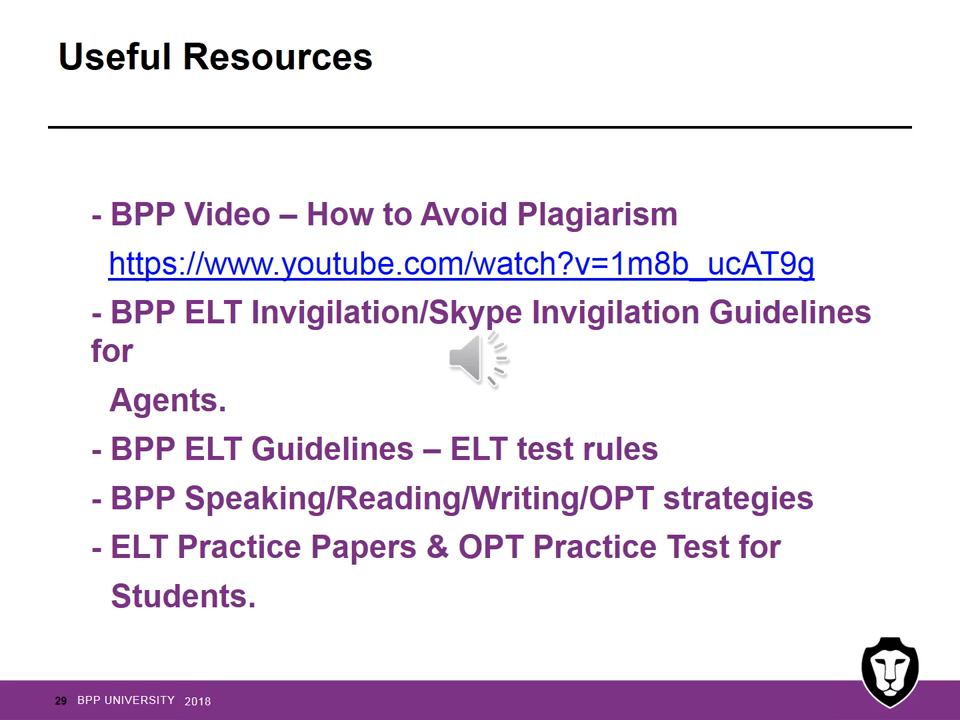 Useful Resources
- BPP Video – How to Avoid Plagiarism
https://www.youtube.com/watch?v=1m8b_ucAT9g
- BPP ELT Invigilation/Skype Invigilation Guidelines
for
Agents.
- BPP ELT Guidelines – ELT test rules
- BPP Speaking/Reading/Writing/OPT strategies
- ELT Practice Papers & OPT Practice Test for
Students.
29 BPP UNIVERSITY 2018